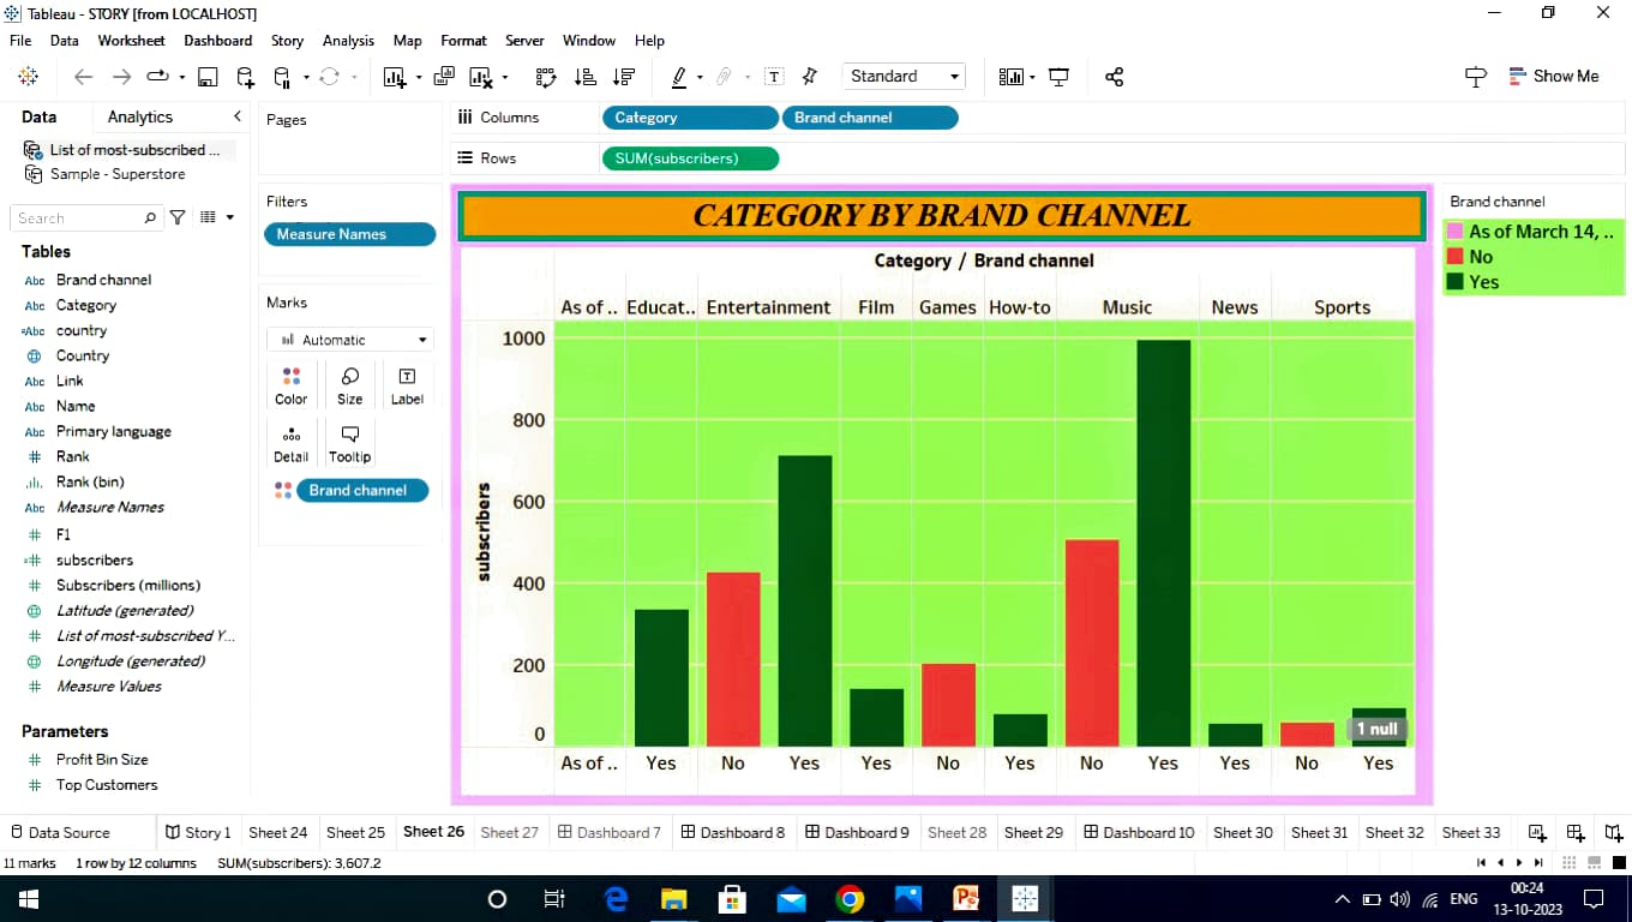 Tableau - STORY [from LOCALHOST]
File Data Worksheet Dashboard Story Analysis Map Format Server Window Help
Standard
Show Me
Data Analytics
List of most-subscribed ...
Sample - Superstore
Search
Tables
Abc Brand channel
Abc Category
=Abc country
Country
Abc Link
Abc Name
Abc Primary language
# Rank
Rank (bin)
Abc Measure Names
# F1
=# subscribers
# Subscribers (millions)
Latitude (generated)
# List of most-subscribed Y...
Longitude (generated)
# Measure Values
Parameters
# Profit Bin Size
# Top Customers
Pages
Filters
Measure Names
Marks
Automatic
Color Size Label
Detail Tooltip
Brand channel
Columns Category Brand channel
Rows SUM(subscribers)
CATEGORY BY BRAND CHANNEL
Category / Brand channel
As of .. Educat.. Entertainment Film Games How-to Music News Sports
subscribers
1000
800
600
400
200
0
1 null
As of .. Yes No Yes Yes No Yes No Yes Yes No Yes
Brand channel
As of March 14, ..
No
Yes
Data Source Story 1 Sheet 24 Sheet 25 Sheet 26 Sheet 27 Dashboard 7 Dashboard 8 Dashboard 9 Sheet 28 Sheet 29 Dashboard 10 Sheet 30 Sheet 31 Sheet 32 Sheet 33
11 marks 1 row by 12 columns SUM(subscribers): 3,607.2
ENG
00:24
13-10-2023